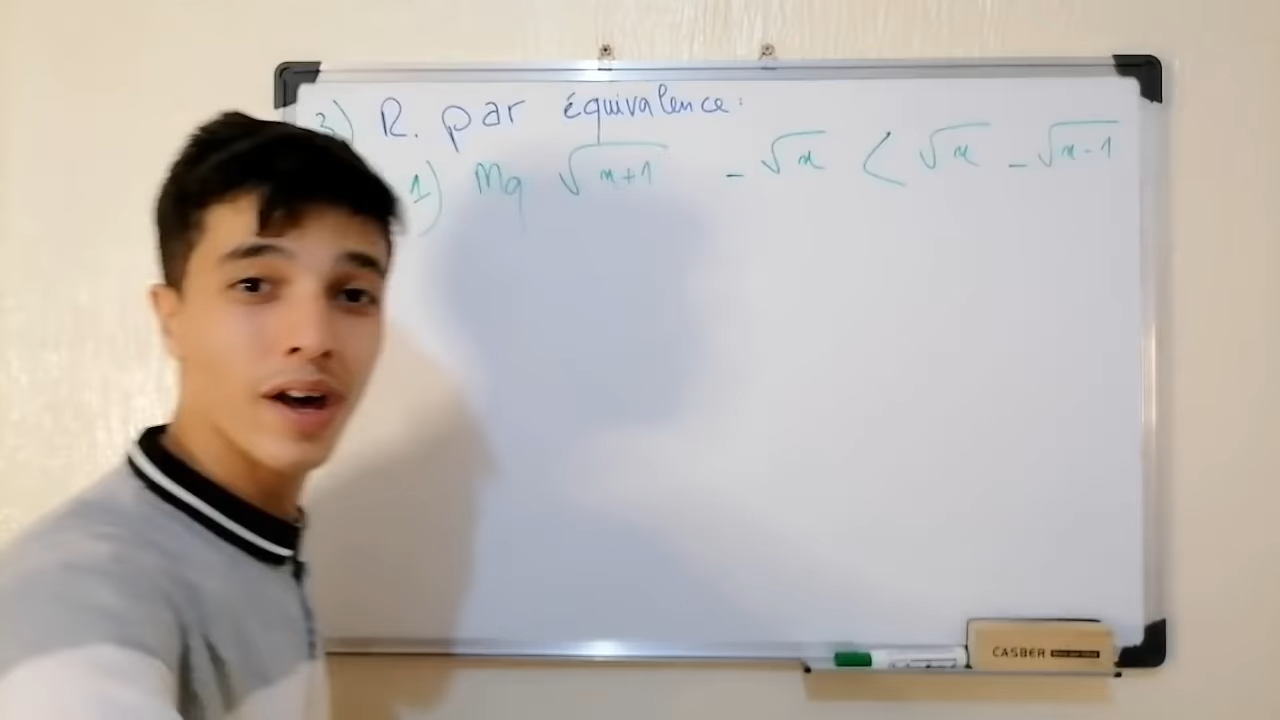 3) R. par équivalence:
1) Mq √x+1 - √x < √x - √x-1
CASBER